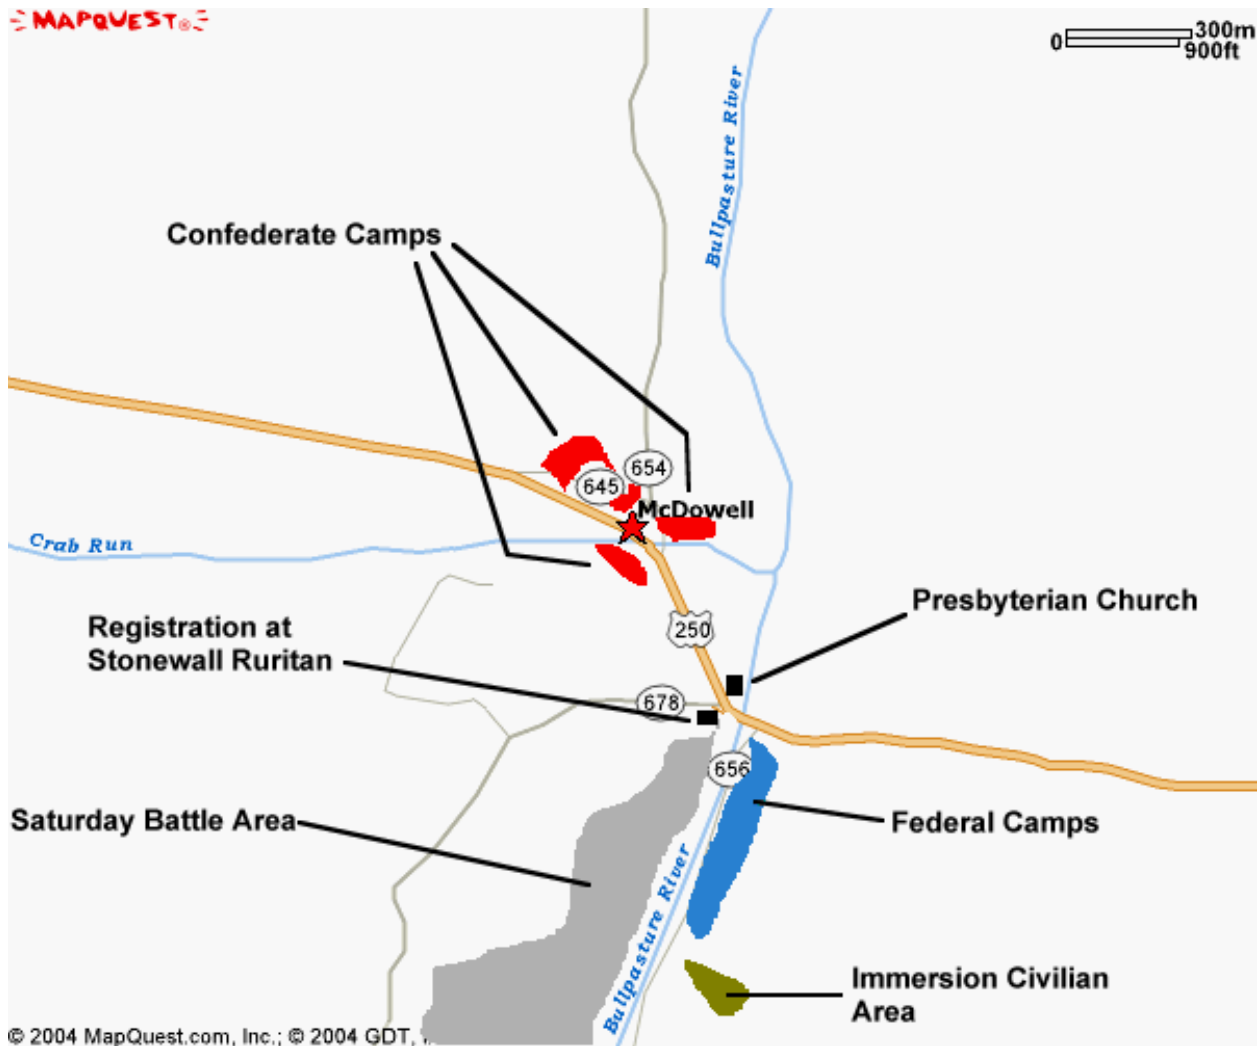 MAPQUEST®
300m
0
900ft
Bullpasture River
Confederate Camps
654
645
McDowell
Crab Run
Presbyterian Church
Registration at
Stonewall Ruritan
250
678
656
Saturday Battle Area
Federal Camps
Bullpasture River
Immersion Civilian
Area
© 2004 MapQuest.com, Inc.; © 2004 GDT,